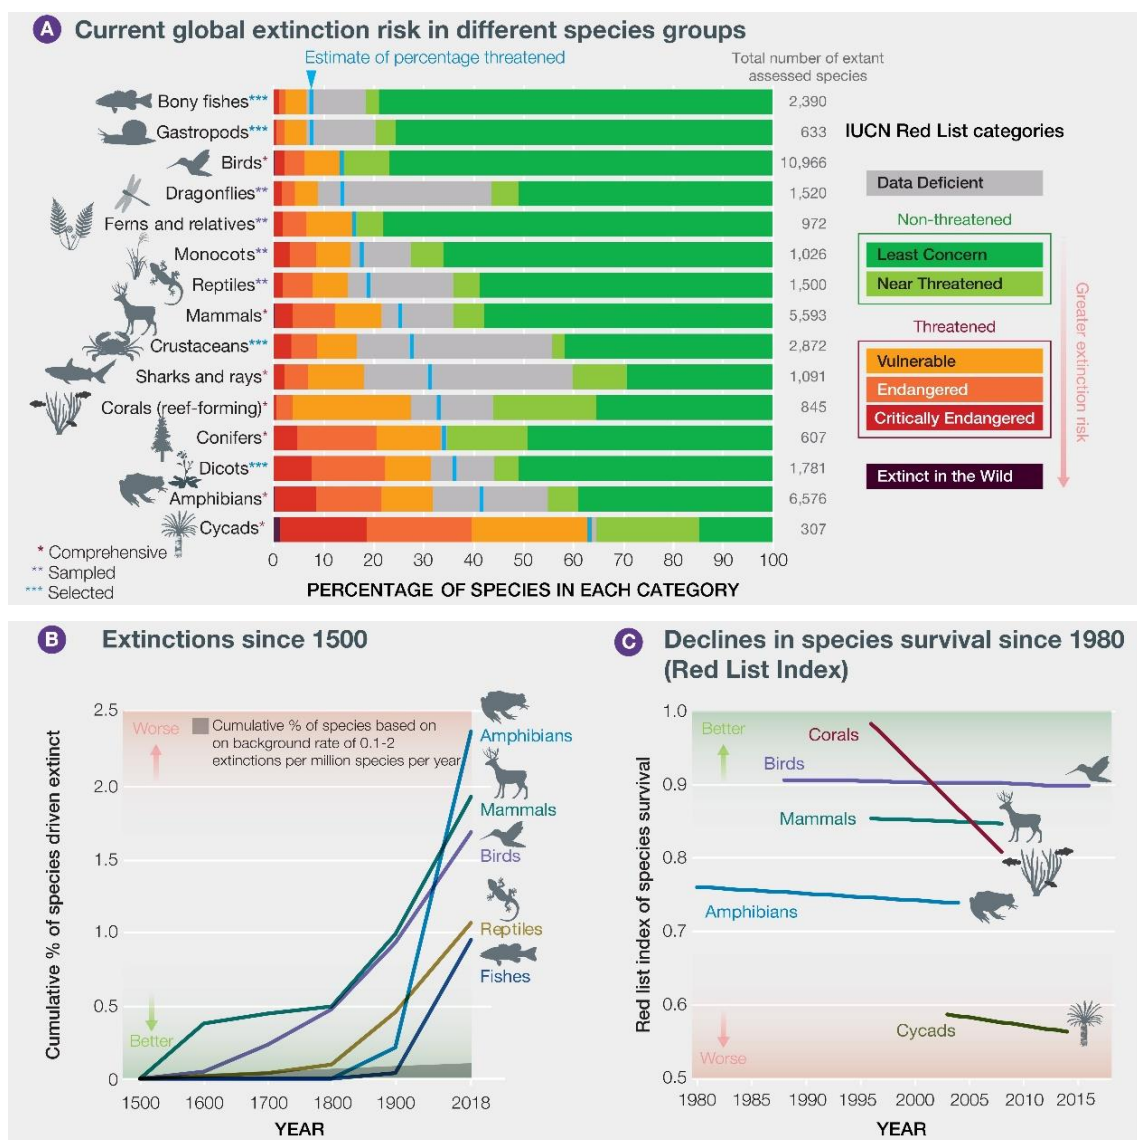 A Current global extinction risk in different species groups
Estimate of percentage threatened
Total number of extant
assessed species
Bony fishes*** 2,390
Gastropods*** 633
Birds* 10,966
Dragonflies** 1,520
Ferns and relatives** 972
Monocots** 1,026
Reptiles** 1,500
Mammals* 5,593
Crustaceans*** 2,872
Sharks and rays* 1,091
Corals (reef-forming)* 845
Conifers* 607
Dicots*** 1,781
Amphibians* 6,576
Cycads* 307
0 10 20 30 40 50 60 70 80 90 100
PERCENTAGE OF SPECIES IN EACH CATEGORY
* Comprehensive
** Sampled
*** Selected
IUCN Red List categories
Data Deficient
Non-threatened
Least Concern
Near Threatened
Threatened
Vulnerable
Endangered
Critically Endangered
Extinct in the Wild
Greater extinction risk
B Extinctions since 1500
Cumulative % of species driven extinct
2.5
2.0
1.5
1.0
0.5
0
Worse
Cumulative % of species based on
on background rate of 0.1-2
extinctions per million species per year
Better
Amphibians
Mammals
Birds
Reptiles
Fishes
1500 1600 1700 1800 1900 2018
YEAR
C Declines in species survival since 1980
(Red List Index)
Red list index of species survival
1.0
0.9
0.8
0.7
0.6
0.5
Better
Corals
Birds
Mammals
Amphibians
Cycads
Worse
1980 1985 1990 1995 2000 2005 2010 2015
YEAR